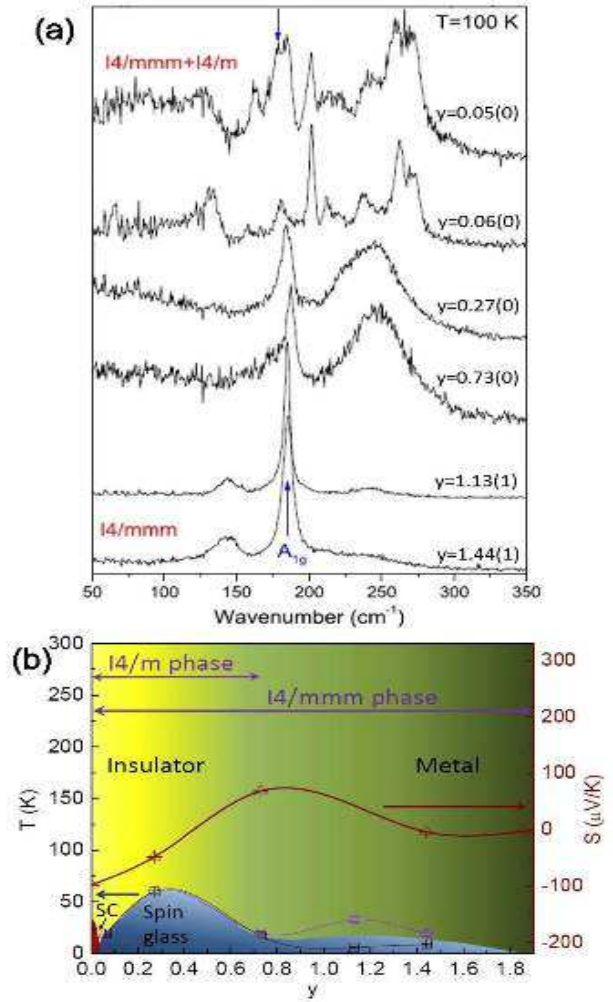 (a)
T=100 K
I4/mmm+I4/m
y=0.05(0)
y=0.06(0)
y=0.27(0)
y=0.73(0)
y=1.13(1)
I4/mmm
A1g
y=1.44(1)
50 100 150 200 250 300 350
Wavenumber (cm-1)
(b)
300 250 200 150 100 50 0
T (K)
I4/m phase
I4/mmm phase
Insulator
Metal
SC
Spin
glass
300 200 100 0 -100 -200
S (μV/K)
0.0 0.2 0.4 0.6 0.8 1.0 1.2 1.4 1.6 1.8
y